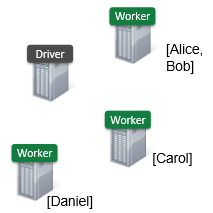 Worker
Driver
[Alice,
Bob]
Worker
[Carol]
Worker
[Daniel]